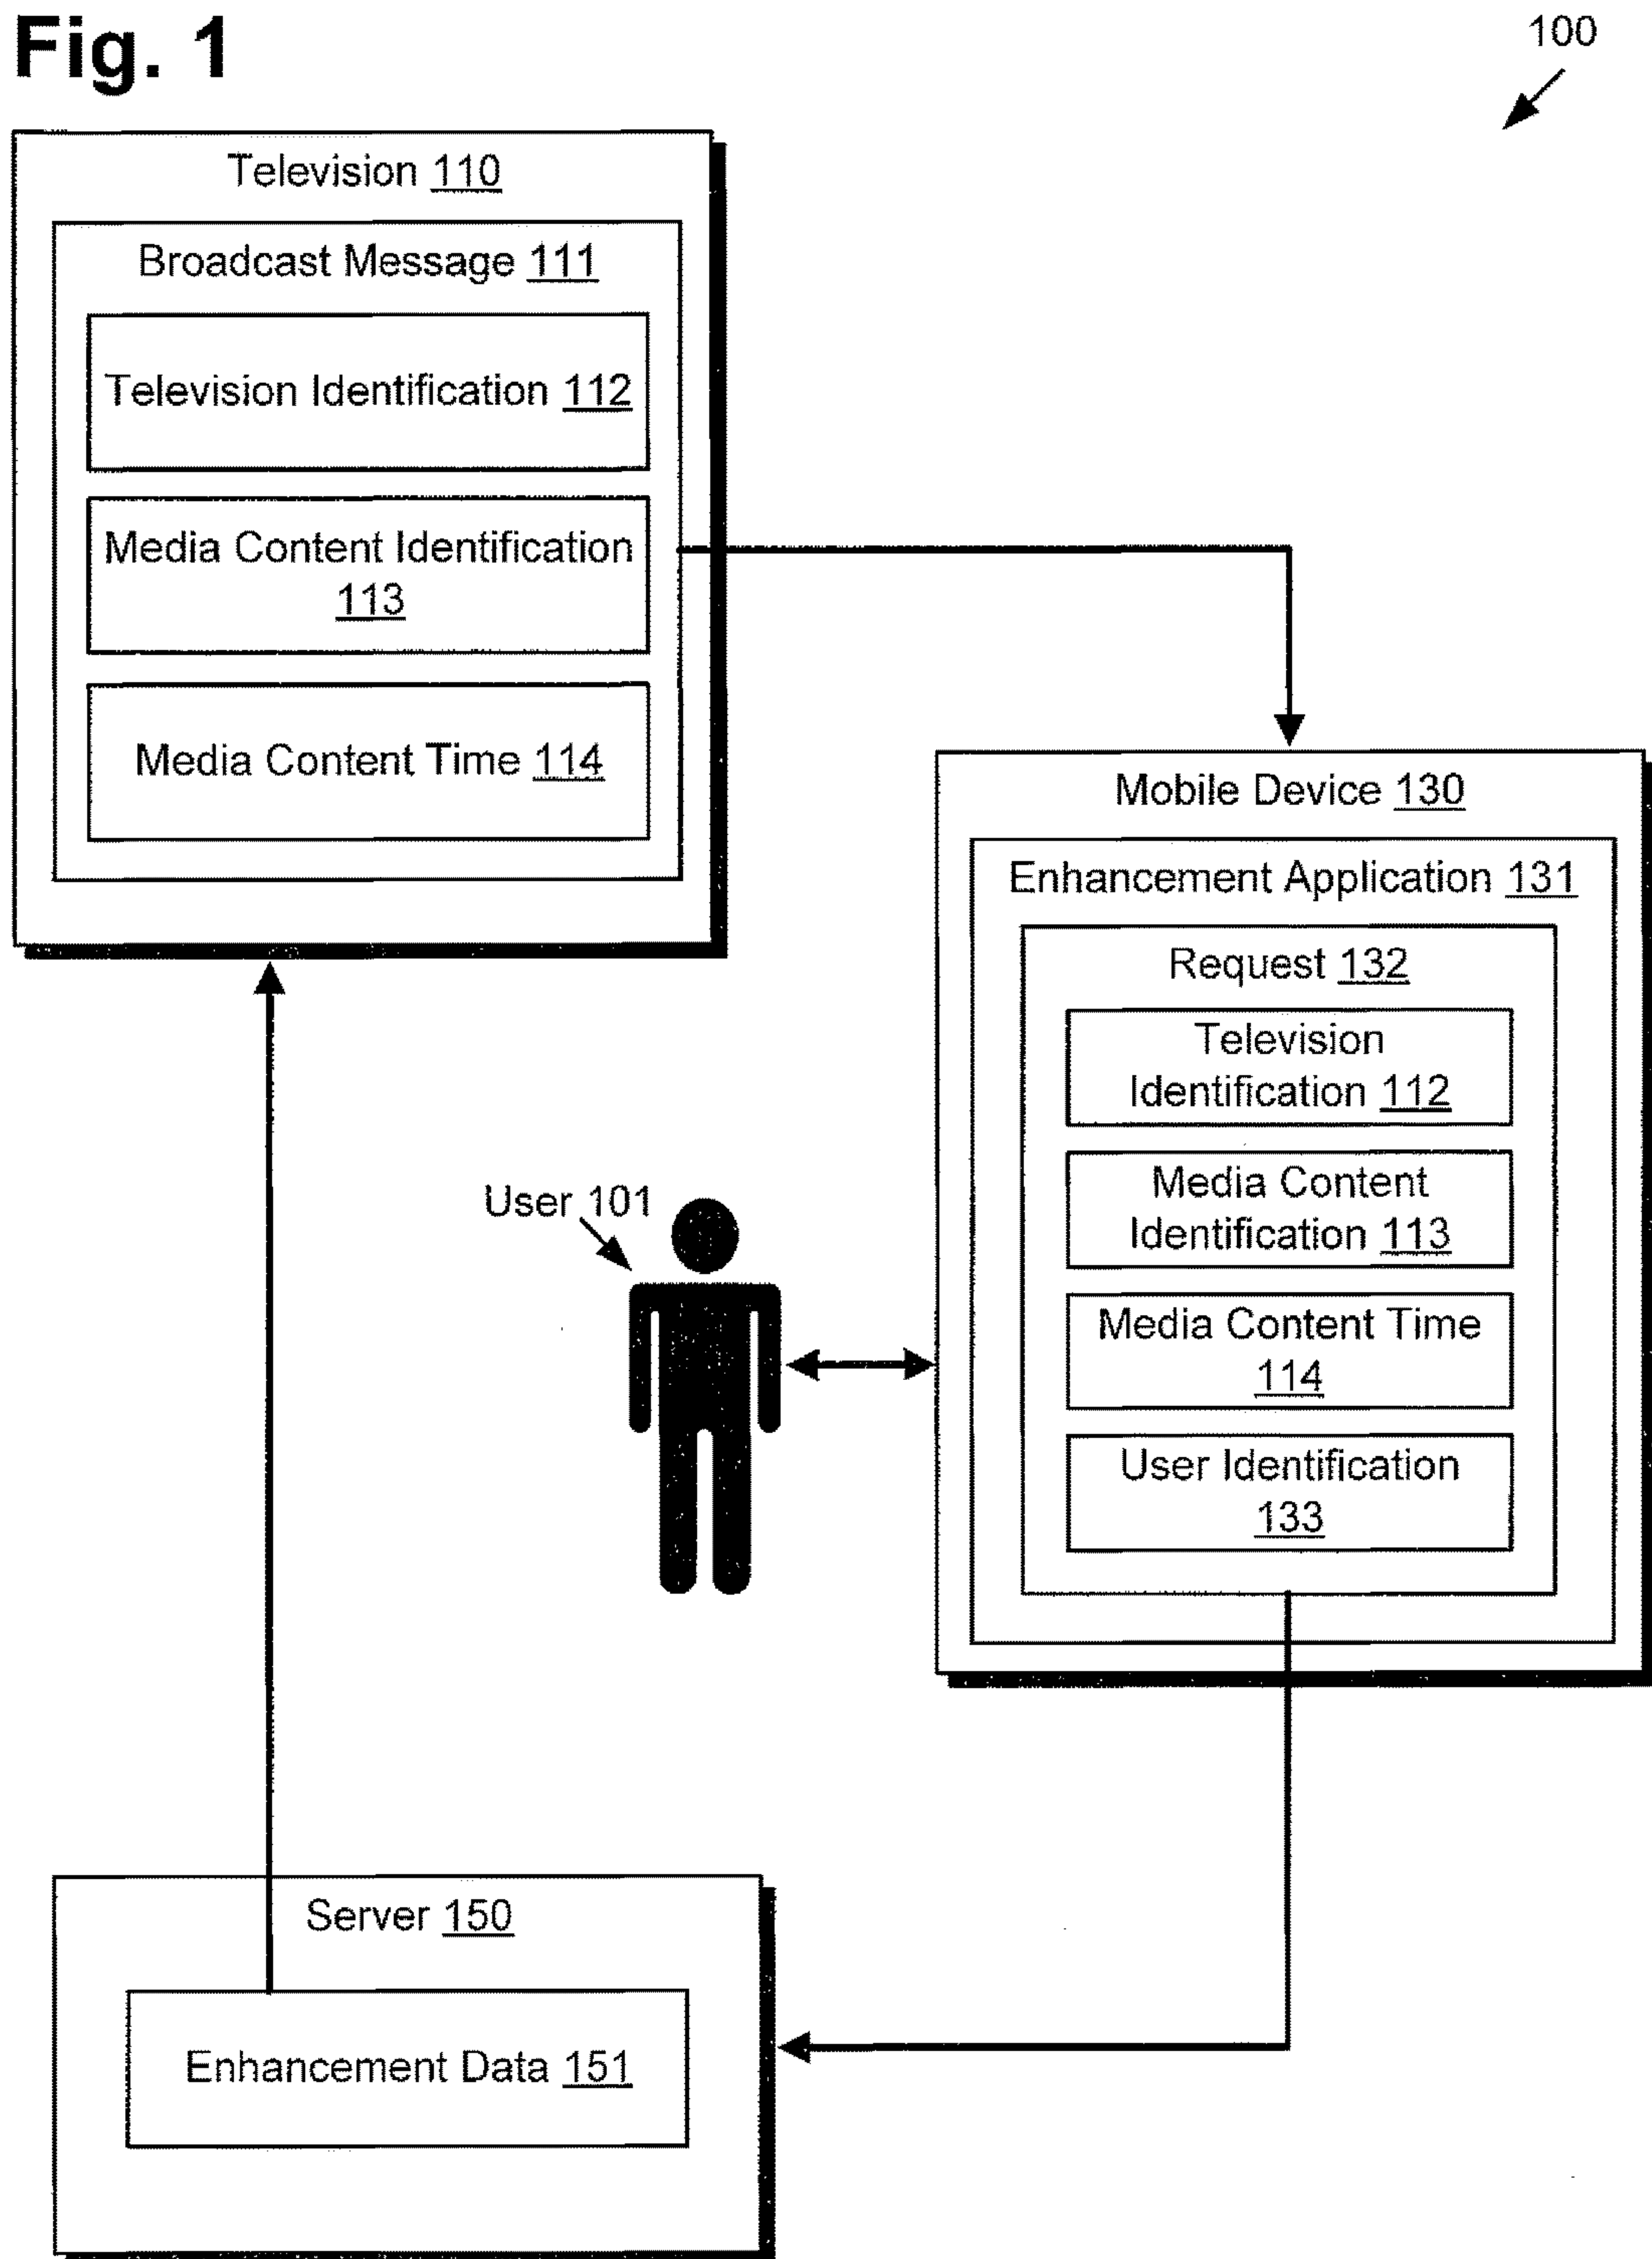 Fig. 1
100
Television 110
Broadcast Message 111
Television Identification 112
Media Content Identification
113
Media Content Time 114
Mobile Device 130
Enhancement Application 131
Request 132
Television
Identification 112
Media Content
Identification 113
Media Content Time
114
User Identification
133
User 101
Server 150
Enhancement Data 151